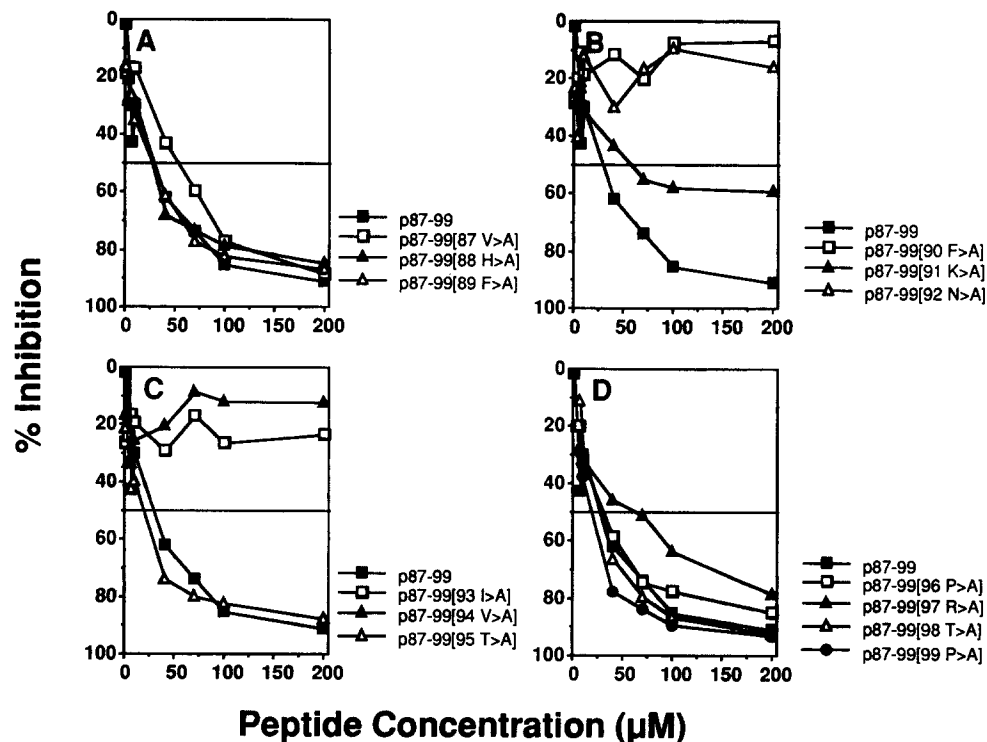 % Inhibition
A
0
20
40
60
80
100
0
50
100
150
200
p87-99
p87-99[87 V>A]
p87-99[88 H>A]
p87-99[89 F>A]
B
0
20
40
60
80
100
0
50
100
150
200
p87-99
p87-99[90 F>A]
p87-99[91 K>A]
p87-99[92 N>A]
C
0
20
40
60
80
100
0
50
100
150
200
p87-99
p87-99[93 I>A]
p87-99[94 V>A]
p87-99[95 T>A]
D
0
20
40
60
80
100
0
50
100
150
200
p87-99
p87-99[96 P>A]
p87-99[97 R>A]
p87-99[98 T>A]
p87-99[99 P>A]
Peptide Concentration (µM)